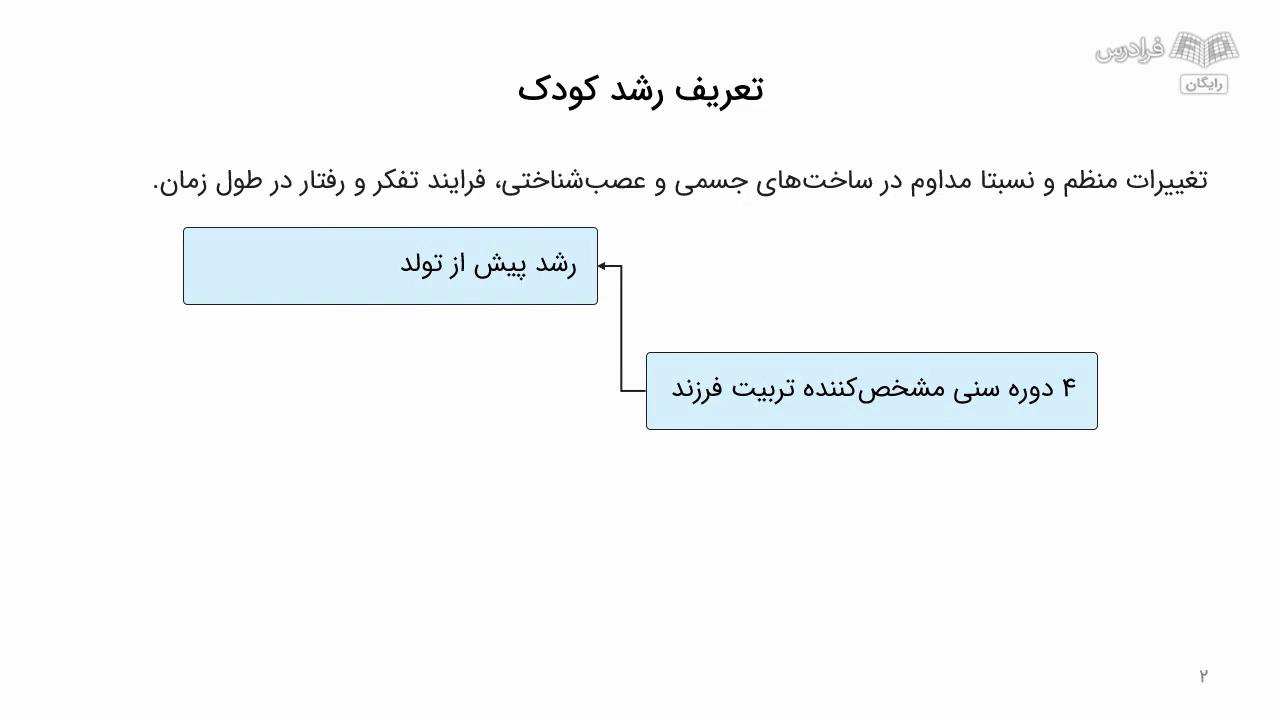 فرادرس
رایگان
تعریف رشد کودک
تغییرات منظم و نسبتا مداوم در ساخت‌های جسمی و عصب‌شناختی، فرایند تفکر و رفتار در طول زمان.
رشد پیش از تولد
۴ دوره سنی مشخص‌کننده تربیت فرزند
۲